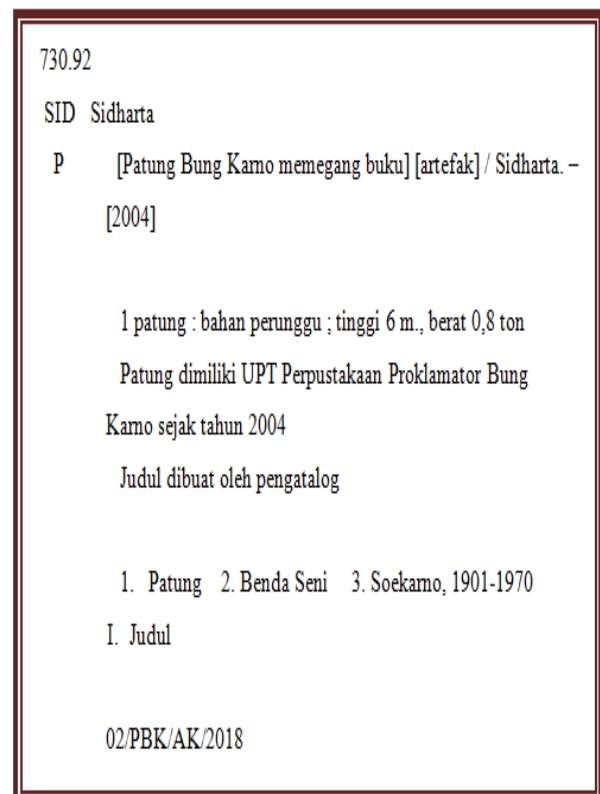 730.92
SID Sidharta
P [Patung Bung Karno memegang buku] [artefak] / Sidharta. –
[2004]
1 patung : bahan perunggu ; tinggi 6 m., berat 0,8 ton
Patung dimiliki UPT Perpustakaan Proklamator Bung
Karno sejak tahun 2004
Judul dibuat oleh pengatalog
1. Patung 2. Benda Seni 3. Soekarno, 1901-1970
I. Judul
02/PBK/AK/2018